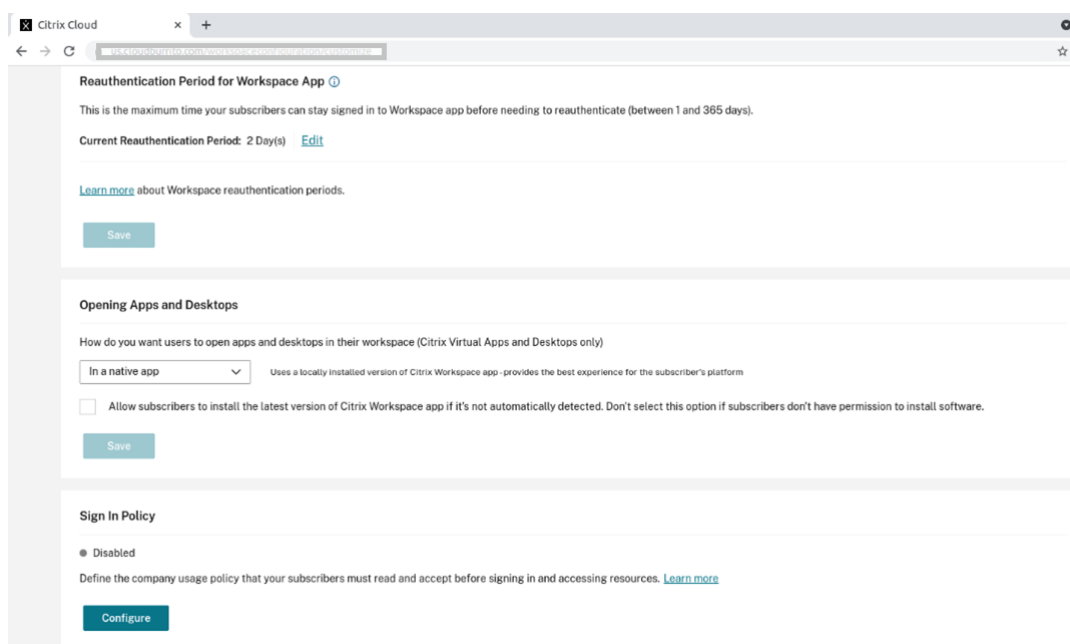 Citrix Cloud
us.cloudburrito.com/workspaceconfiguration/customize
Reauthentication Period for Workspace App
This is the maximum time your subscribers can stay signed in to Workspace app before needing to reauthenticate (between 1 and 365 days).
Current Reauthentication Period: 2 Day(s) Edit
Learn more about Workspace reauthentication periods.
Save
Opening Apps and Desktops
How do you want users to open apps and desktops in their workspace (Citrix Virtual Apps and Desktops only)
In a native app Uses a locally installed version of Citrix Workspace app - provides the best experience for the subscriber's platform
Allow subscribers to install the latest version of Citrix Workspace app if it's not automatically detected. Don't select this option if subscribers don't have permission to install software.
Save
Sign In Policy
Disabled
Define the company usage policy that your subscribers must read and accept before signing in and accessing resources. Learn more
Configure